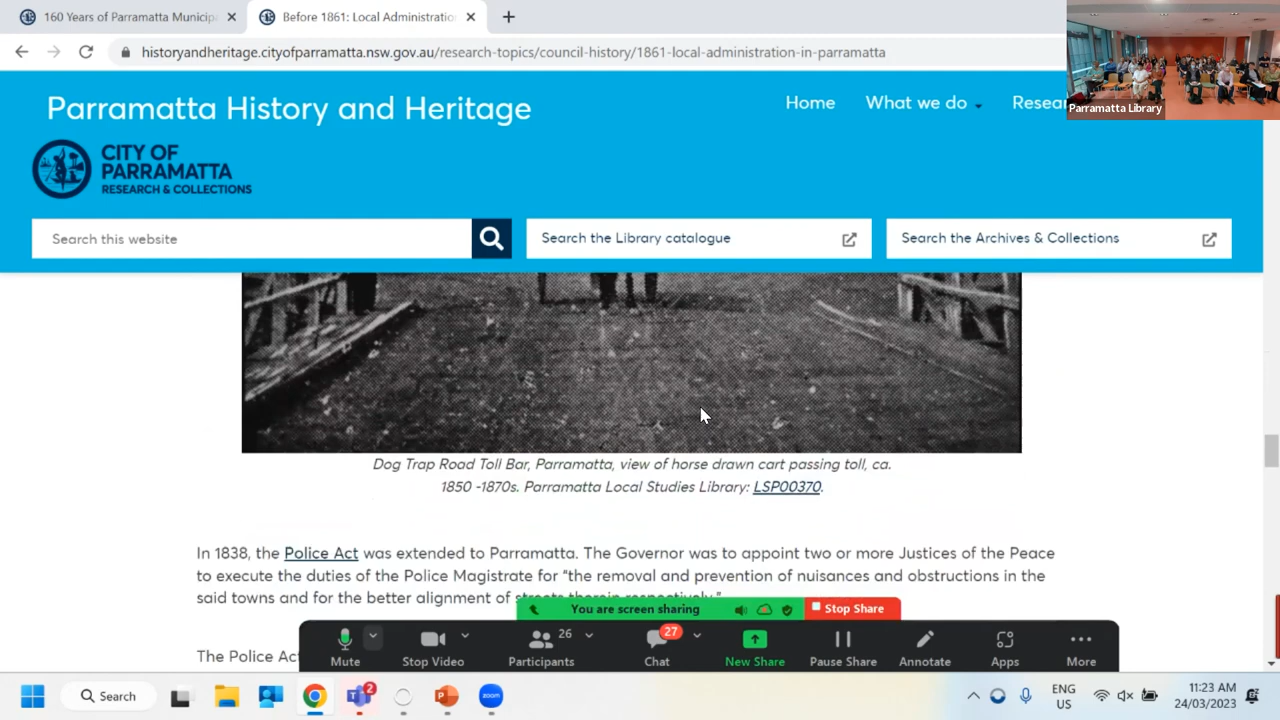 160 Years of Parramatta Municip
Before 1861: Local Administration
historyandheritage.cityofparramatta.nsw.gov.au/research-topics/council-history/1861-local-administration-in-parramatta
Parramatta Library
Parramatta History and Heritage
Home
What we do
Resear
CITY OF
PARRAMATTA
RESEARCH & COLLECTIONS
Search this website
Search the Library catalogue
Search the Archives & Collections
Dog Trap Road Toll Bar, Parramatta, view of horse drawn cart passing toll, ca.
1850 -1870s. Parramatta Local Studies Library: LSP00370.
In 1838, the Police Act was extended to Parramatta. The Governor was to appoint two or more Justices of the Peace
to execute the duties of the Police Magistrate for “the removal and prevention of nuisances and obstructions in the
said towns and for the better alignment of streets therein respectively.”
You are screen sharing
Stop Share
The Police Act
26
27
Mute
Stop Video
Participants
Chat
New Share
Pause Share
Annotate
Apps
More
Search
2
zoom
ENG
US
11:23 AM
24/03/2023